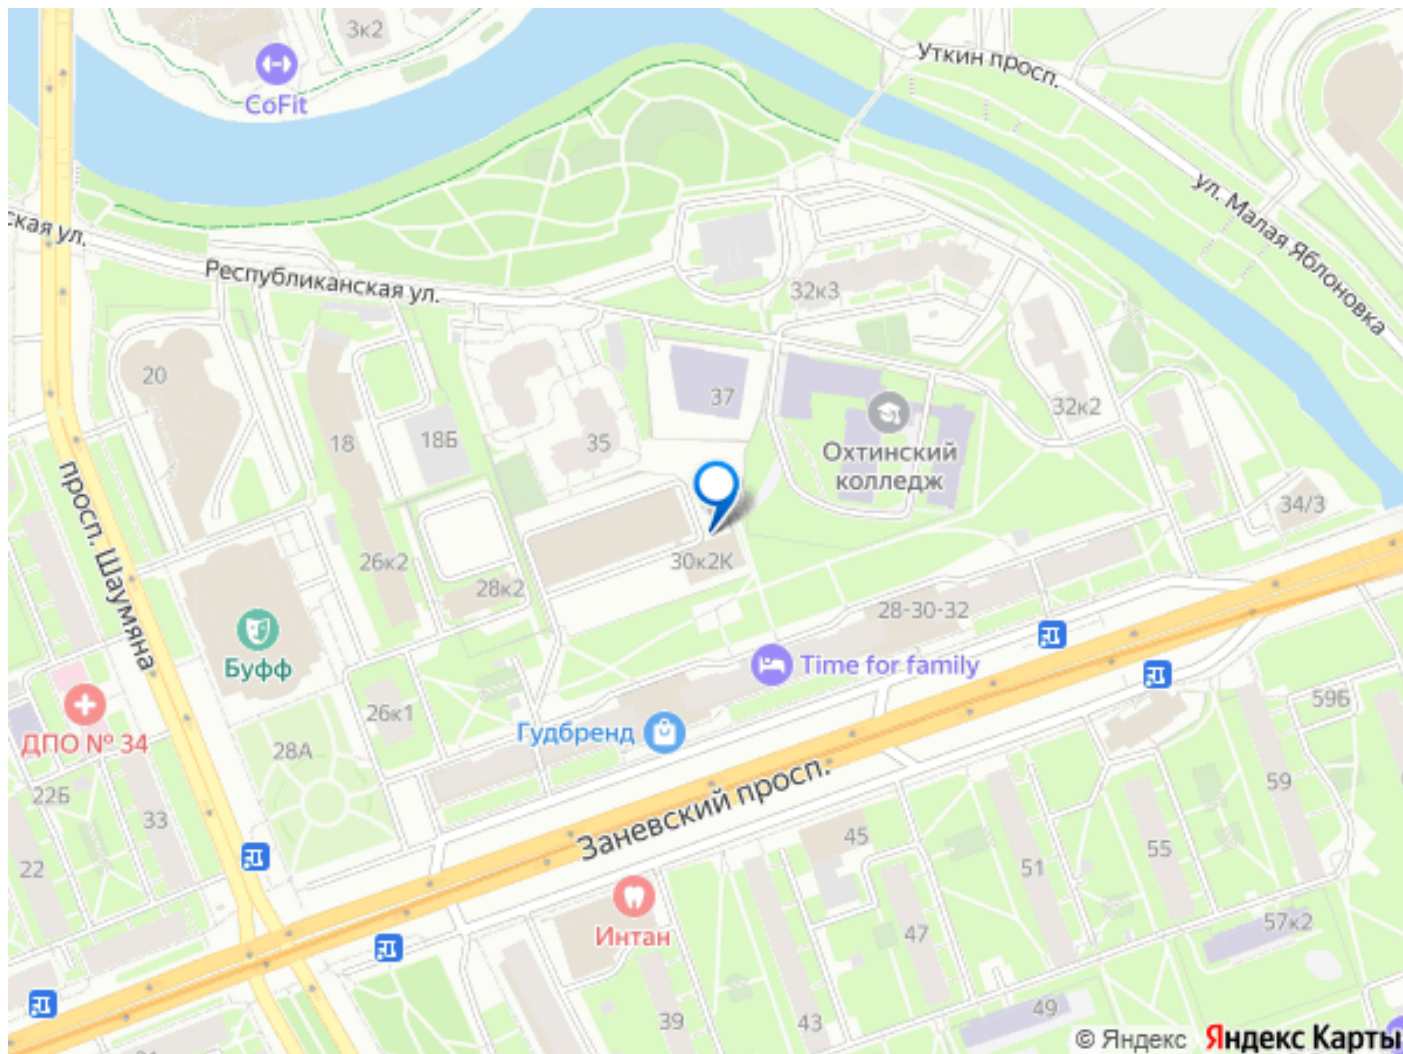 3к2
CoFit
Уткин просп.
ул. Малая Яблоновка
ская ул.
Республиканская ул.
32к3
20
37
32к2
18
18Б
35
Охтинский
колледж
просп. Шаумяна
34/3
26к2
28к2
30к2К
28-30-32
Буфф
Time for family
59Б
26к1
Гудбренд
ДПО № 34
28А
22Б
33
Заневский просп.
59
45
55
51
22
Интан
47
57к2
39
43
49
© Яндекс Яндекс Карты